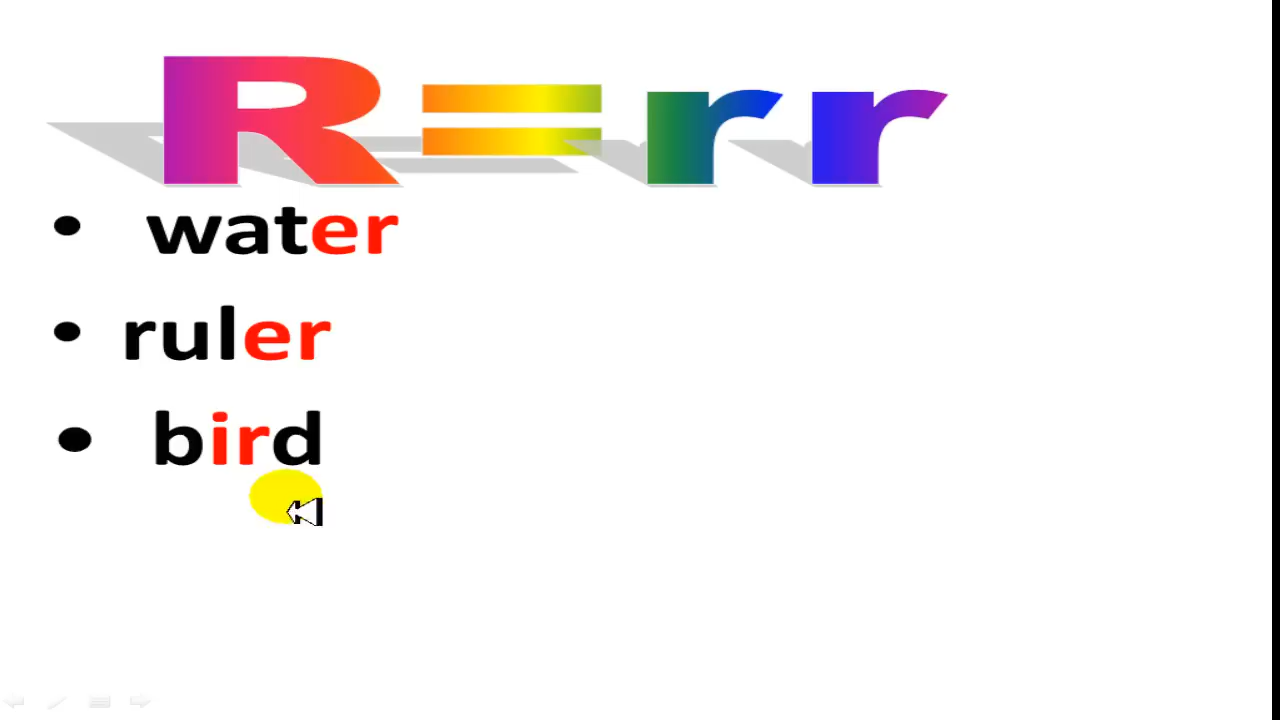 R=rr
• water
• ruler
• bird